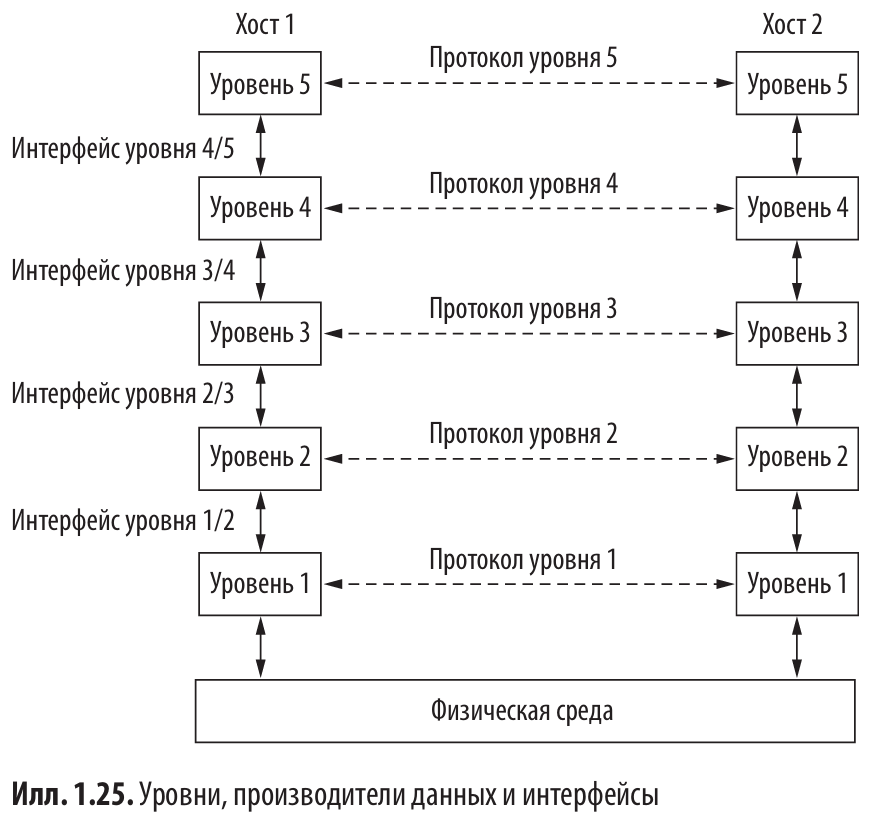 Хост 1
Хост 2
Протокол уровня 5
Уровень 5
Уровень 5
Интерфейс уровня 4/5
Протокол уровня 4
Уровень 4
Уровень 4
Интерфейс уровня 3/4
Протокол уровня 3
Уровень 3
Уровень 3
Интерфейс уровня 2/3
Протокол уровня 2
Уровень 2
Уровень 2
Интерфейс уровня 1/2
Протокол уровня 1
Уровень 1
Уровень 1
Физическая среда
Илл. 1.25. Уровни, производители данных и интерфейсы